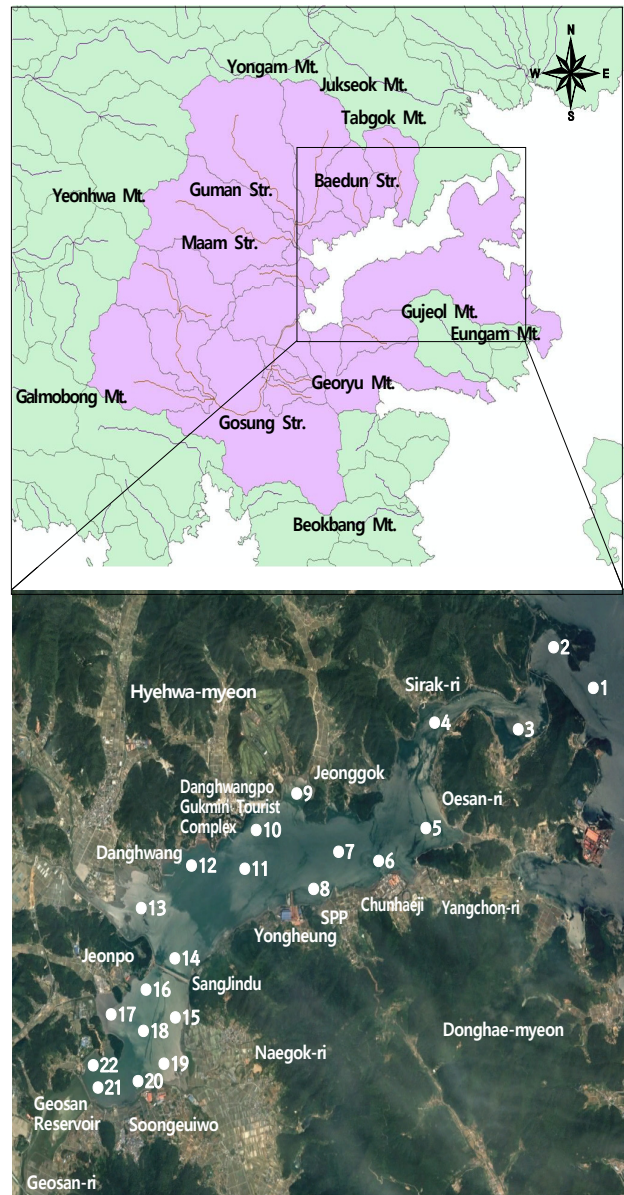 N
W E
S
Yongam Mt.
Jukseok Mt.
Tabgok Mt.
Yeonhwa Mt.
Guman Str.
Baedun Str.
Maam Str.
Gujeol Mt.
Eungam Mt.
Georyu Mt.
Galmobong Mt.
Gosung Str.
Beokbang Mt.
2
1
Hyehwa-myeon
Sirak-ri
4
3
Jeonggok
9
Oesan-ri
Danghwangpo
Gukmin Tourist
Complex
10
5
Danghwang
12
11
7
6
8
Chunhaeji
SPP
Yangchon-ri
13
Yongheung
Jeonpo
14
SangJindu
16
17
15
18
Donghae-myeon
Naegok-ri
19
22
20
21
Geosan
Reservoir
Soongeuiwo
Geosan-ri